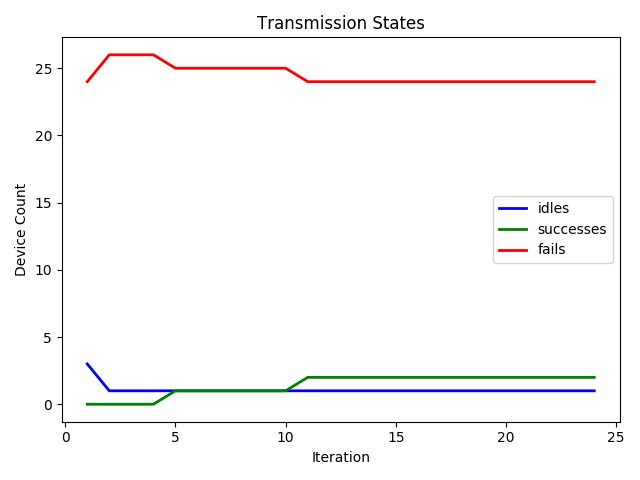 Transmission States
Device Count
25
20
15
10
5
0
idles
successes
fails
0 5 10 15 20 25
Iteration